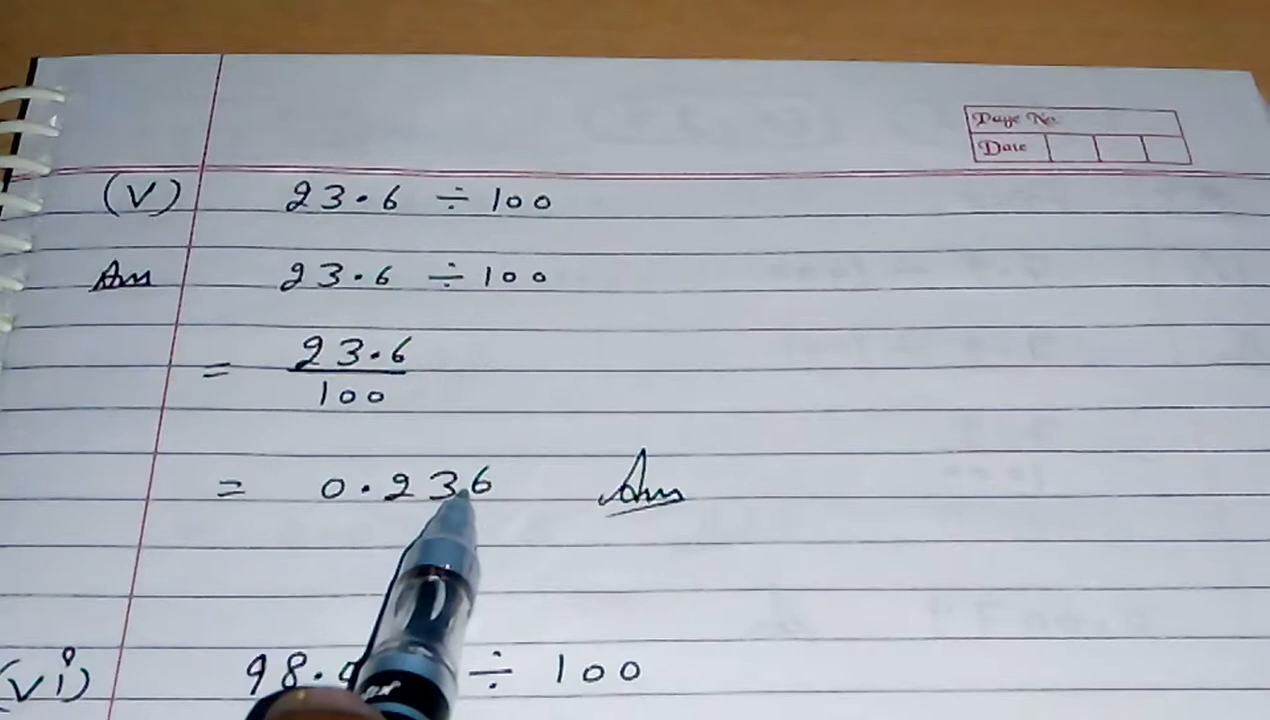 Page No.
Date
(V) 23.6 ÷ 100
Ans 23.6 ÷ 100
= 23.6
100
= 0.236 Ans
(vi) 98. ÷ 100